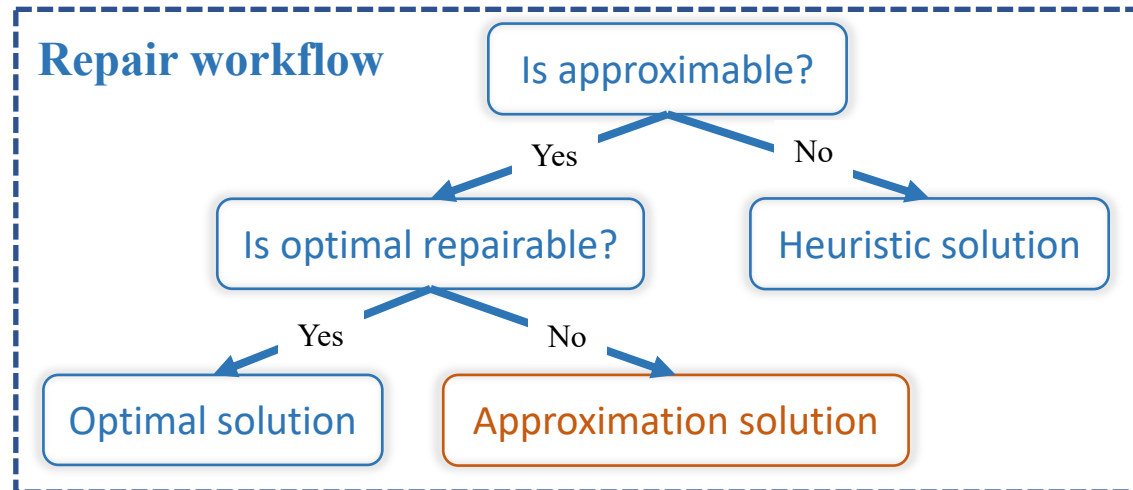 Repair workflow
Is approximable?
Yes
No
Is optimal repairable?
Heuristic solution
Yes
No
Optimal solution
Approximation solution